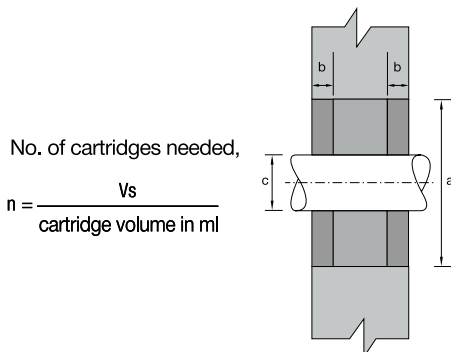 b b
No. of cartridges needed,
c a
n = Vs
cartridge volume in ml